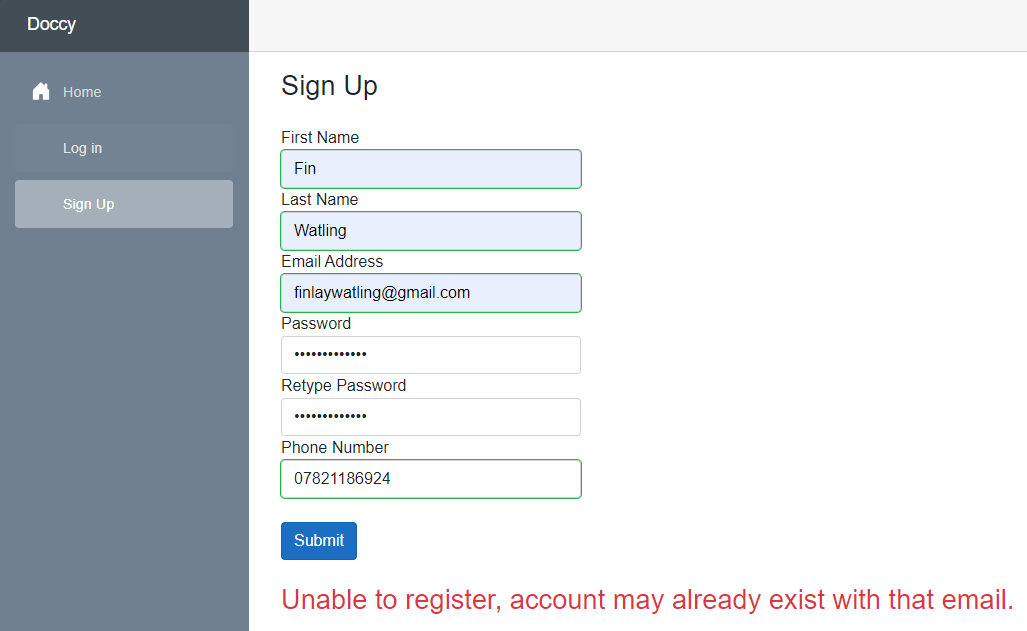 Doccy
Home
Log in
Sign Up
Sign Up
First Name
Fin
Last Name
Watling
Email Address
finlaywatling@gmail.com
Password
•••••••••••••
Retype Password
•••••••••••••
Phone Number
07821186924
Submit
Unable to register, account may already exist with that email.